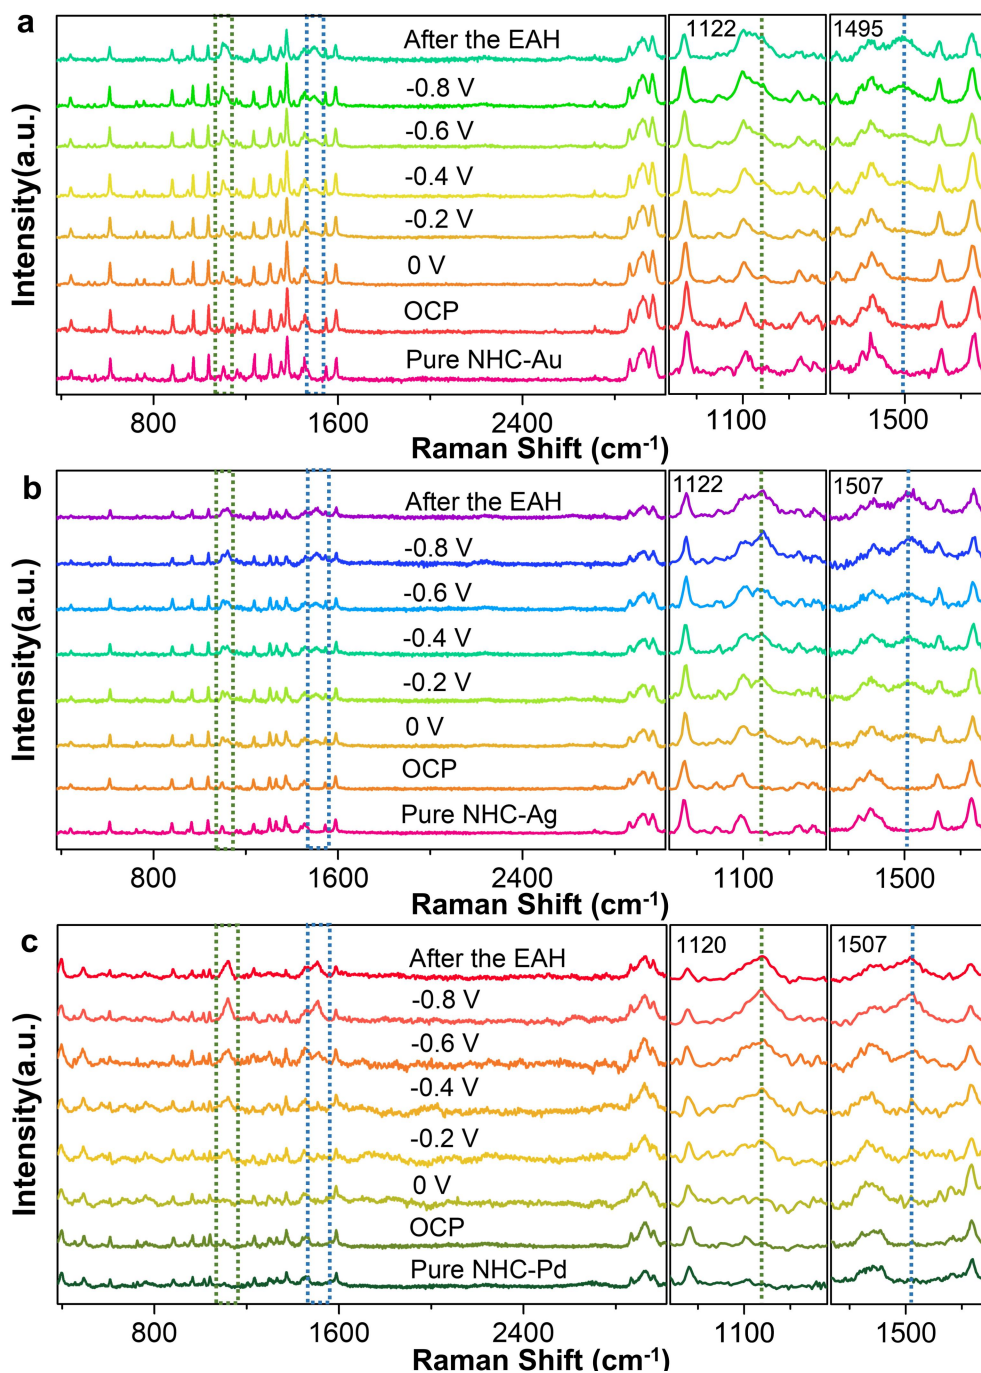 a
After the EAH
1122
1495
-0.8 V
-0.6 V
-0.4 V
-0.2 V
0 V
OCP
Pure NHC-Au
Intensity(a.u.)
800
1600
2400
1100
1500
Raman Shift (cm-1)
b
After the EAH
1122
1507
-0.8 V
-0.6 V
-0.4 V
-0.2 V
0 V
OCP
Pure NHC-Ag
Intensity(a.u.)
800
1600
2400
1100
1500
Raman Shift (cm-1)
c
After the EAH
1120
1507
-0.8 V
-0.6 V
-0.4 V
-0.2 V
0 V
OCP
Pure NHC-Pd
Intensity(a.u.)
800
1600
2400
1100
1500
Raman Shift (cm-1)